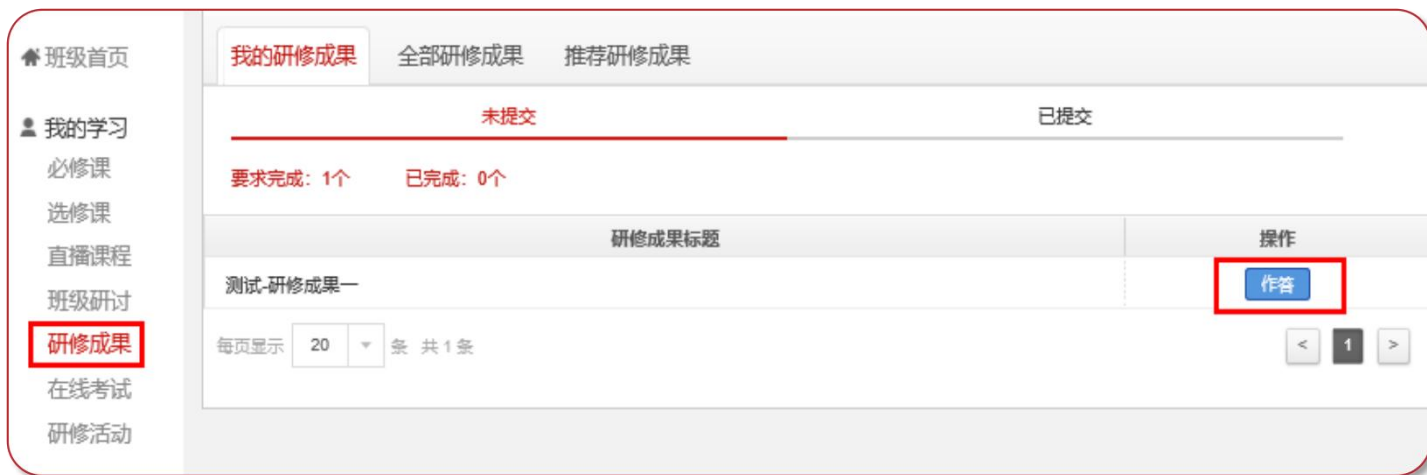 班级首页
我的学习
必修课
选修课
直播课程
班级研讨
研修成果
在线考试
研修活动
我的研修成果 全部研修成果 推荐研修成果
未提交 已提交
要求完成：1个 已完成：0个
研修成果标题 操作
测试-研修成果一 作答
每页显示 20 条 共1条 < 1 >